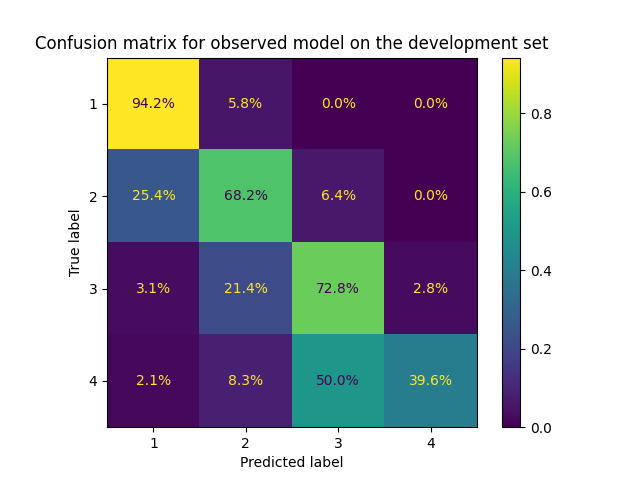 Confusion matrix for observed model on the development set
1 94.2% 5.8% 0.0% 0.0%
2 25.4% 68.2% 6.4% 0.0%
3 3.1% 21.4% 72.8% 2.8%
4 2.1% 8.3% 50.0% 39.6%
True label
1 2 3 4
Predicted label
0.8
0.6
0.4
0.2
0.0